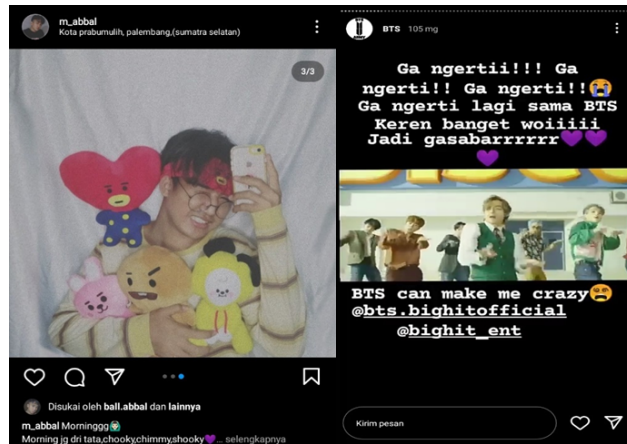 m_abbal
Kota prabumulih, palembang,(sumatra selatan)
3/3
Disukai oleh ball.abbal dan lainnya
m_abbal Morninggg
Morning jg dri tata,chooky,chimmy,shooky💜... selengkapnya
BTS 105 mg
Ga ngertii!!! Ga
ngerti!! Ga ngerti!!😭
Ga ngerti lagi sama BTS
Keren banget woiiiii
Jadi gasabarrrrrr💜💜
💜
BTS can make me crazy😩
@bts.bighitofficial
@bighit_ent
Kirim pesan